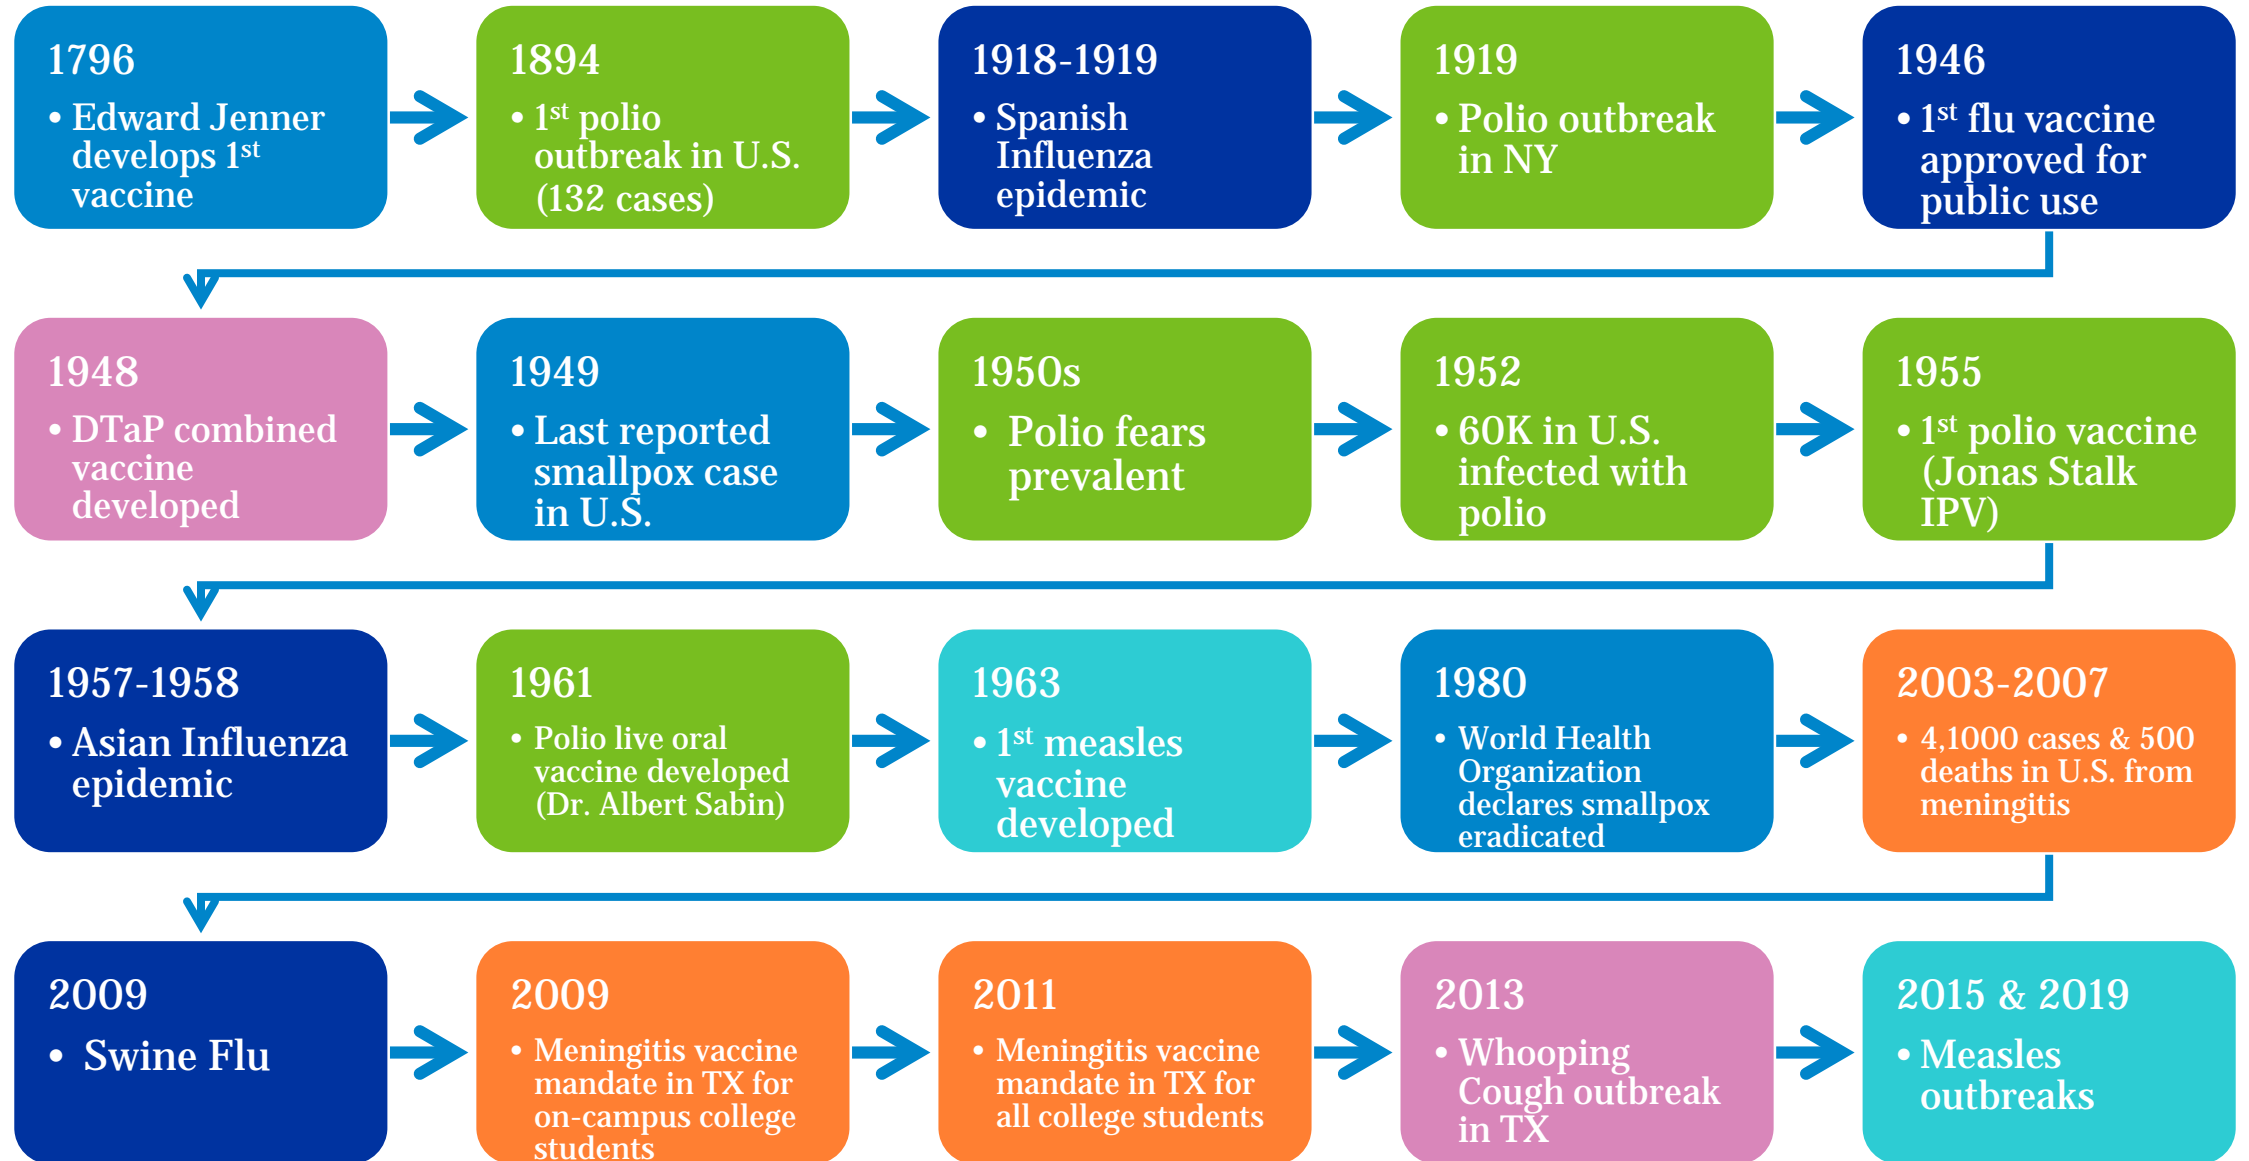 1796
• Edward Jenner
develops 1st
vaccine
1894
• 1st polio
outbreak in U.S.
(132 cases)
1918-1919
• Spanish
Influenza
epidemic
1919
• Polio outbreak
in NY
1946
• 1st flu vaccine
approved for
public use
1948
• DTaP combined
vaccine
developed
1949
• Last reported
smallpox case
in U.S.
1950s
• Polio fears
prevalent
1952
• 60K in U.S.
infected with
polio
1955
• 1st polio vaccine
(Jonas Stalk
IPV)
1957-1958
• Asian Influenza
epidemic
1961
• Polio live oral
vaccine developed
(Dr. Albert Sabin)
1963
• 1st measles
vaccine
developed
1980
• World Health
Organization
declares smallpox
eradicated
2003-2007
• 4,1000 cases & 500
deaths in U.S. from
meningitis
2009
• Swine Flu
2009
• Meningitis vaccine
mandate in TX for
on-campus college
students
2011
• Meningitis vaccine
mandate in TX for
all college students
2013
• Whooping
Cough outbreak
in TX
2015 & 2019
• Measles
outbreaks